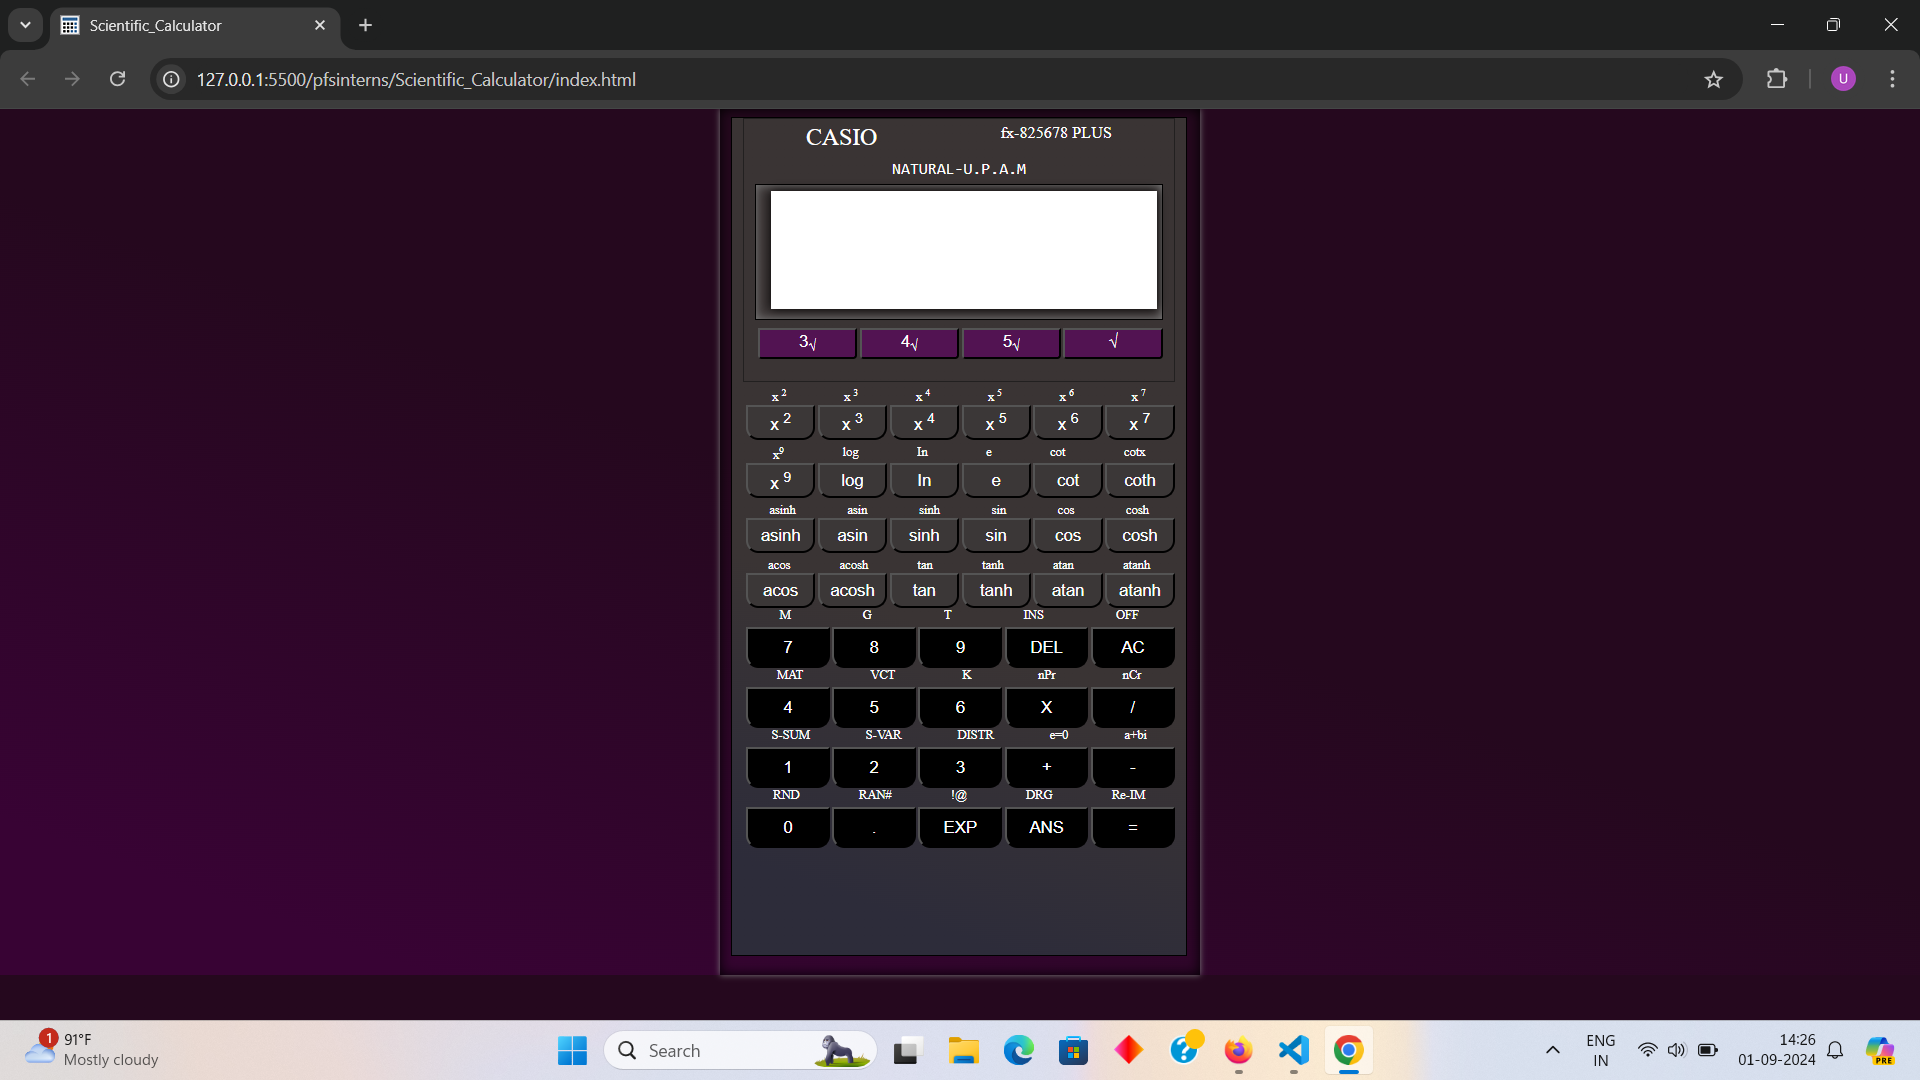 Scientific_Calculator
127.0.0.1:5500/pfsinterns/Scientific_Calculator/index.html
U
CASIO fx-825678 PLUS
NATURAL-U.P.A.M
3√ 4√ 5√ √
x 2 x 3 x 4 x 5 x 6 x 7
x 2 x 3 x 4 x 5 x 6 x 7
x9 log In e cot cotx
x 9 log In e cot coth
asinh asin sinh sin cos cosh
asinh asin sinh sin cos cosh
acos acosh tan tanh atan atanh
acos acosh tan tanh atan atanh
M G T INS OFF
7 8 9 DEL AC
MAT VCT K nPr nCr
4 5 6 X /
S-SUM S-VAR DISTR e=0 a+bi
1 2 3 + -
RND RAN# !@ DRG Re-IM
0 . EXP ANS =
1 91°F
Mostly cloudy
Search
ENG
IN
14:26
01-09-2024
PRE